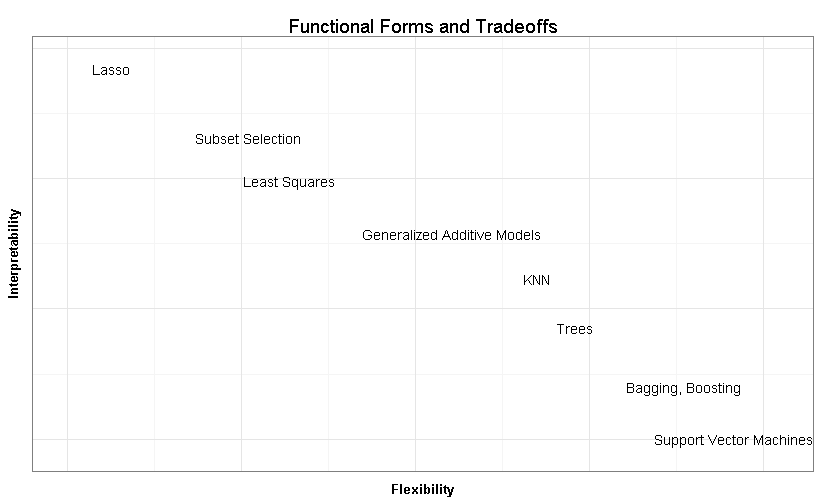 Functional Forms and Tradeoffs
Lasso
Subset Selection
Least Squares
Generalized Additive Models
Interpretability
KNN
Trees
Bagging, Boosting
Support Vector Machines
Flexibility